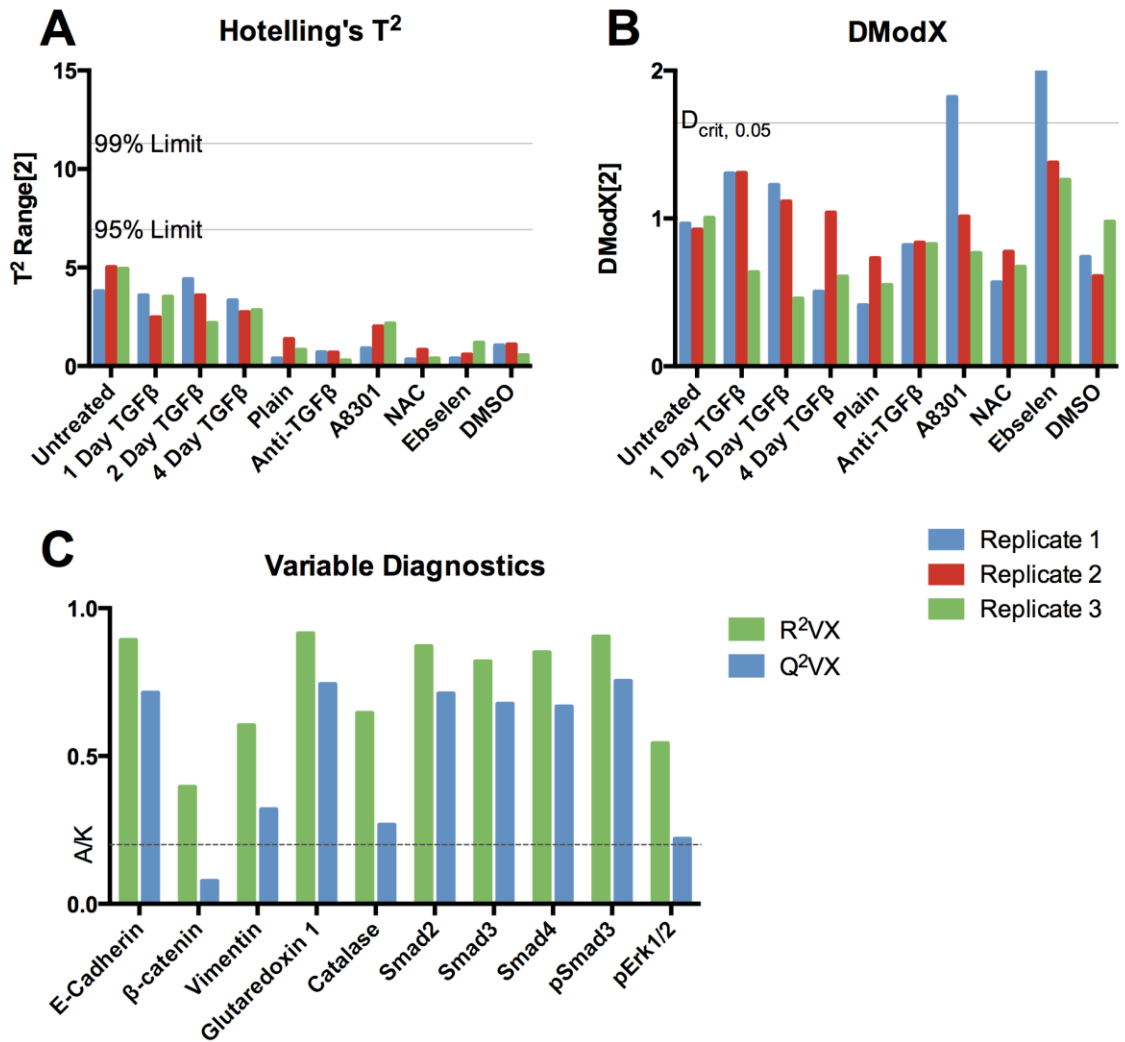 A
Hotelling's T²
15
10
5
0
T² Range[2]
99% Limit
95% Limit
Untreated
1 Day TGFβ
2 Day TGFβ
4 Day TGFβ
Plain
Anti-TGFβ
A8301
NAC
Ebselen
DMSO
B
DModX
2
1
0
DModX[2]
Dcrit, 0.05
Untreated
1 Day TGFβ
2 Day TGFβ
4 Day TGFβ
Plain
Anti-TGFβ
A8301
NAC
Ebselen
DMSO
Replicate 1
Replicate 2
Replicate 3
C
Variable Diagnostics
1.0
0.5
0.0
A/K
R²VX
Q²VX
E-Cadherin
β-catenin
Vimentin
Glutaredoxin 1
Catalase
Smad2
Smad3
Smad4
pSmad3
pErk1/2